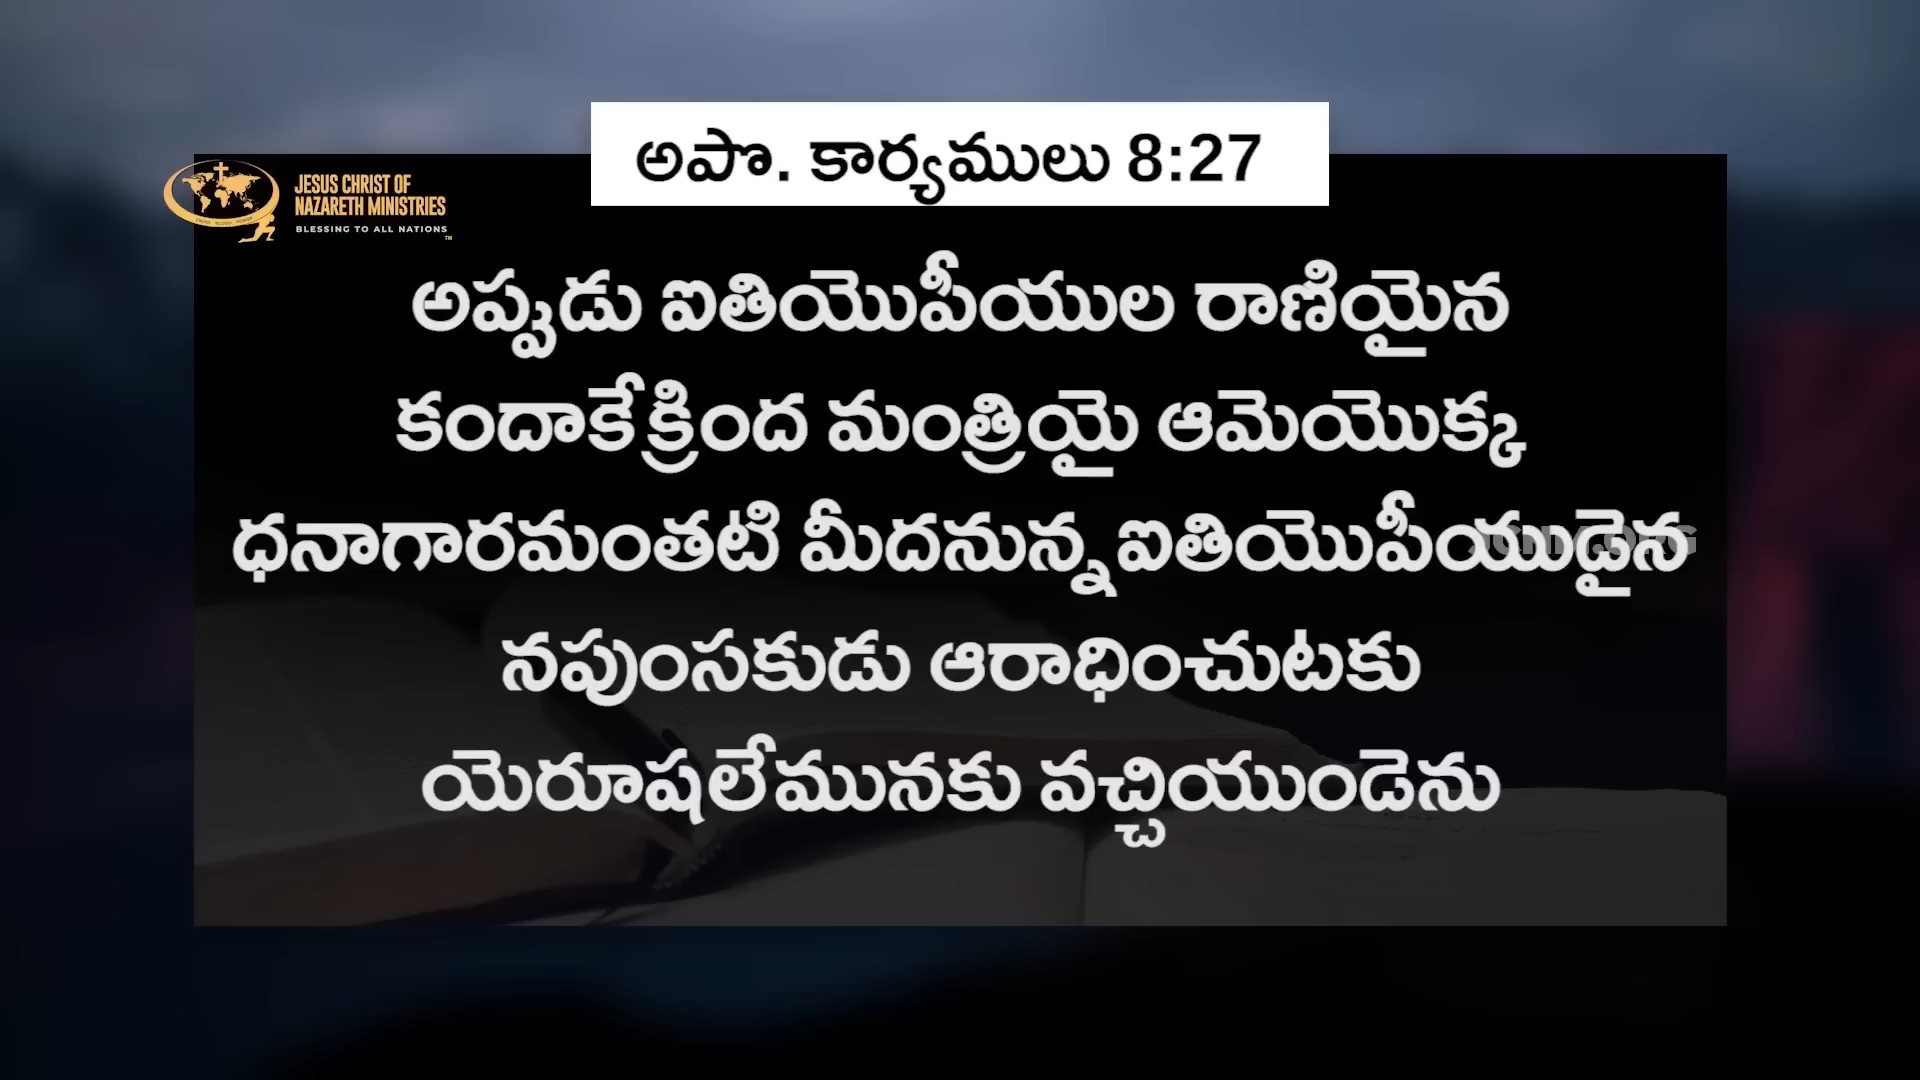 అపొ. కార్యములు 8:27
JESUS CHRIST OF
NAZARETH MINISTRIES
BLESSING TO ALL NATIONS
TM
అప్పుడు ఐతియొపీయుల రాణియైన
కందాకేక్రింద మంత్రియై ఆమెయొక్క
ధనాగారమంతటి మీదనున్న ఐతియొపీయుడైన
నపుంసకుడు ఆరాధించుటకు
యెరూషలేమునకు వచ్చియుండెను